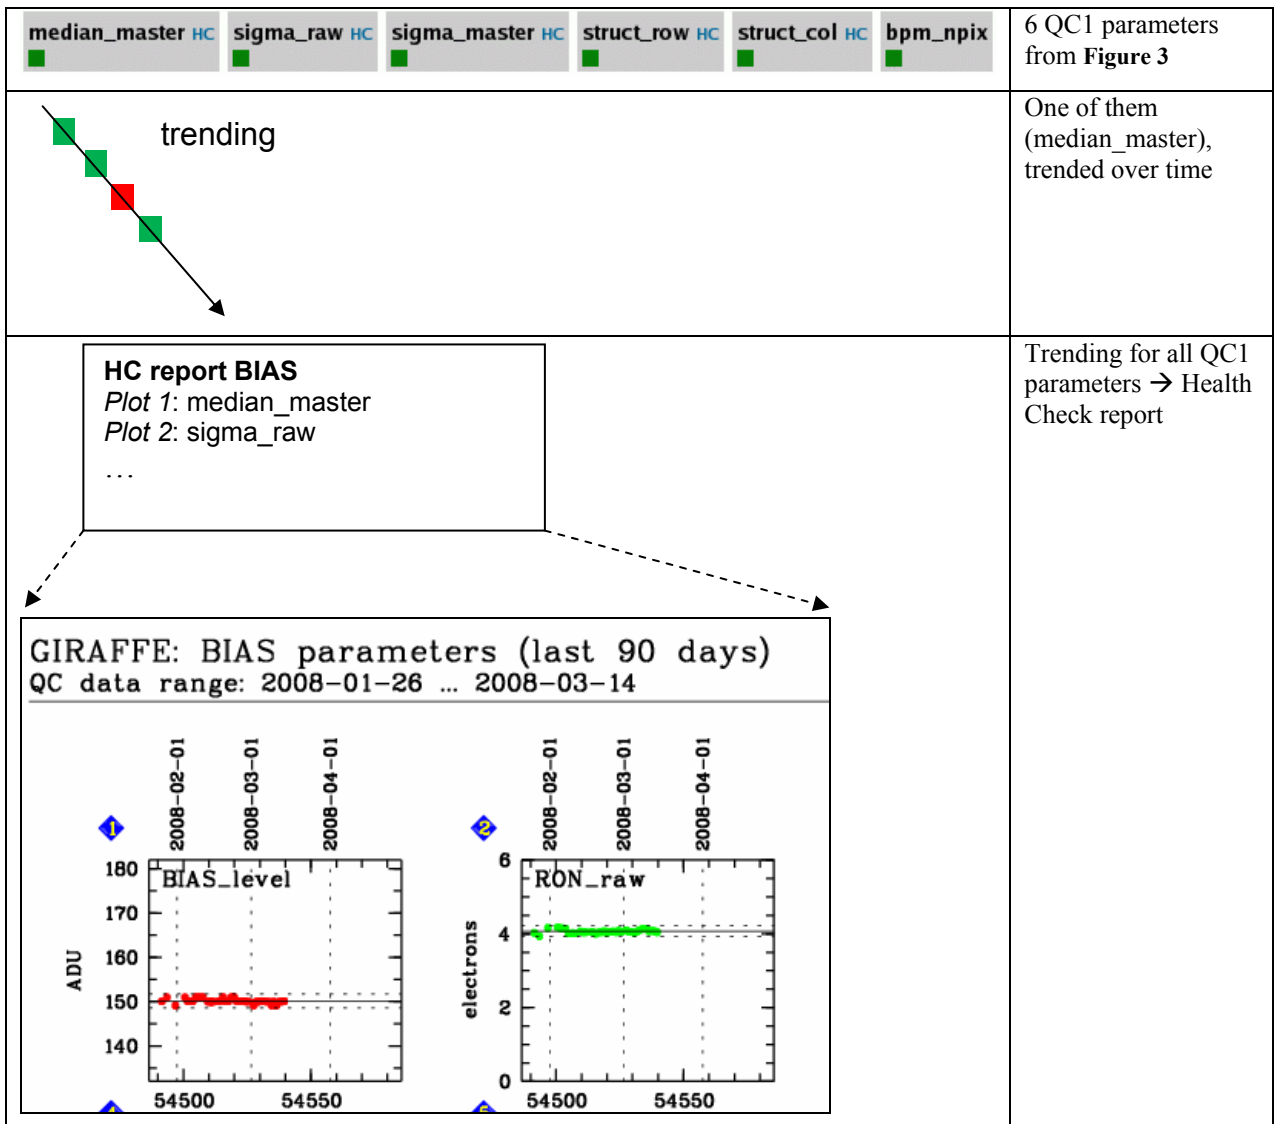 median_master HC
sigma_raw HC
sigma_master HC
struct_row HC
struct_col HC
bpm_npix
6 QC1 parameters
from Figure 3
trending
One of them
(median_master),
trended over time
HC report BIAS
Plot 1: median_master
Plot 2: sigma_raw
...
Trending for all QC1
parameters → Health
Check report
GIRAFFE: BIAS parameters (last 90 days)
QC data range: 2008-01-26 ... 2008-03-14
2008-02-01
2008-03-01
2008-04-01
1
BIAS_level
180
170
160
150
140
ADU
54500
54550
2008-02-01
2008-03-01
2008-04-01
2
RON_raw
6
4
2
0
electrons
54500
54550